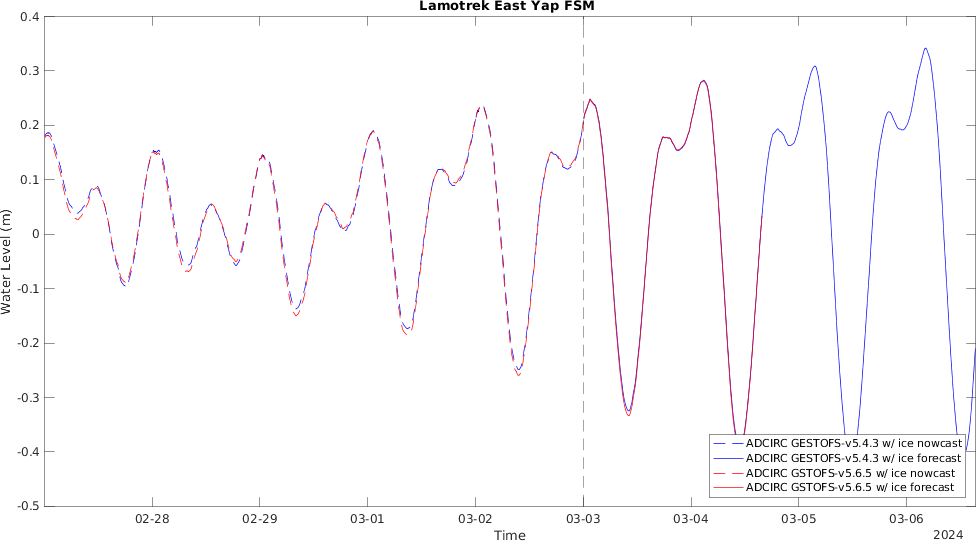 Lamotrek East Yap FSM
0.4
0.3
0.2
0.1
0
-0.1
-0.2
-0.3
-0.4
-0.5
Water Level (m)
02-28 02-29 03-01 03-02 03-03 03-04 03-05 03-06
Time
2024
ADCIRC GESTOFS-v5.4.3 w/ ice nowcast
ADCIRC GESTOFS-v5.4.3 w/ ice forecast
ADCIRC GSTOFS-v5.6.5 w/ ice nowcast
ADCIRC GSTOFS-v5.6.5 w/ ice forecast